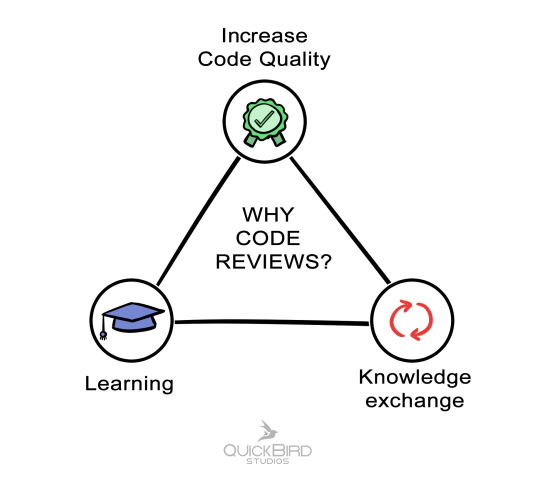 Increase
Code Quality
WHY
CODE
REVIEWS?
Learning
Knowledge
exchange
QUICKBIRD
STUDIOS